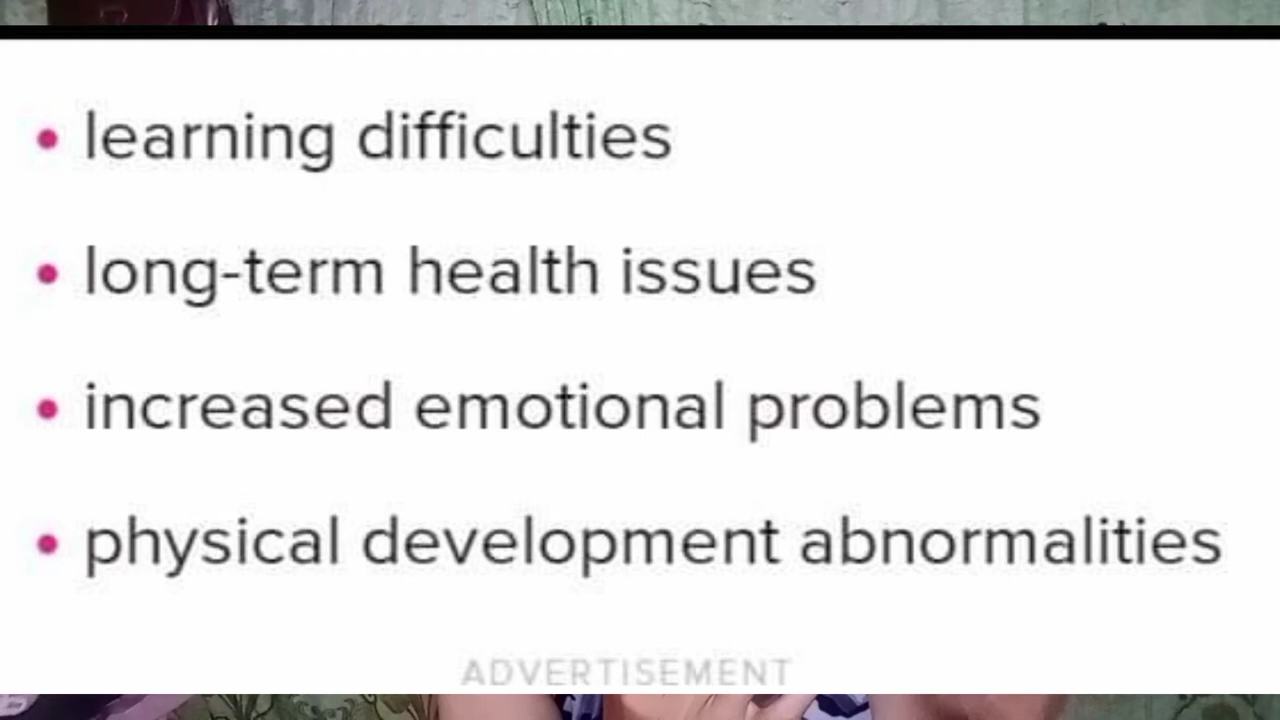 • learning difficulties
• long-term health issues
• increased emotional problems
• physical development abnormalities
ADVERTISEMENT